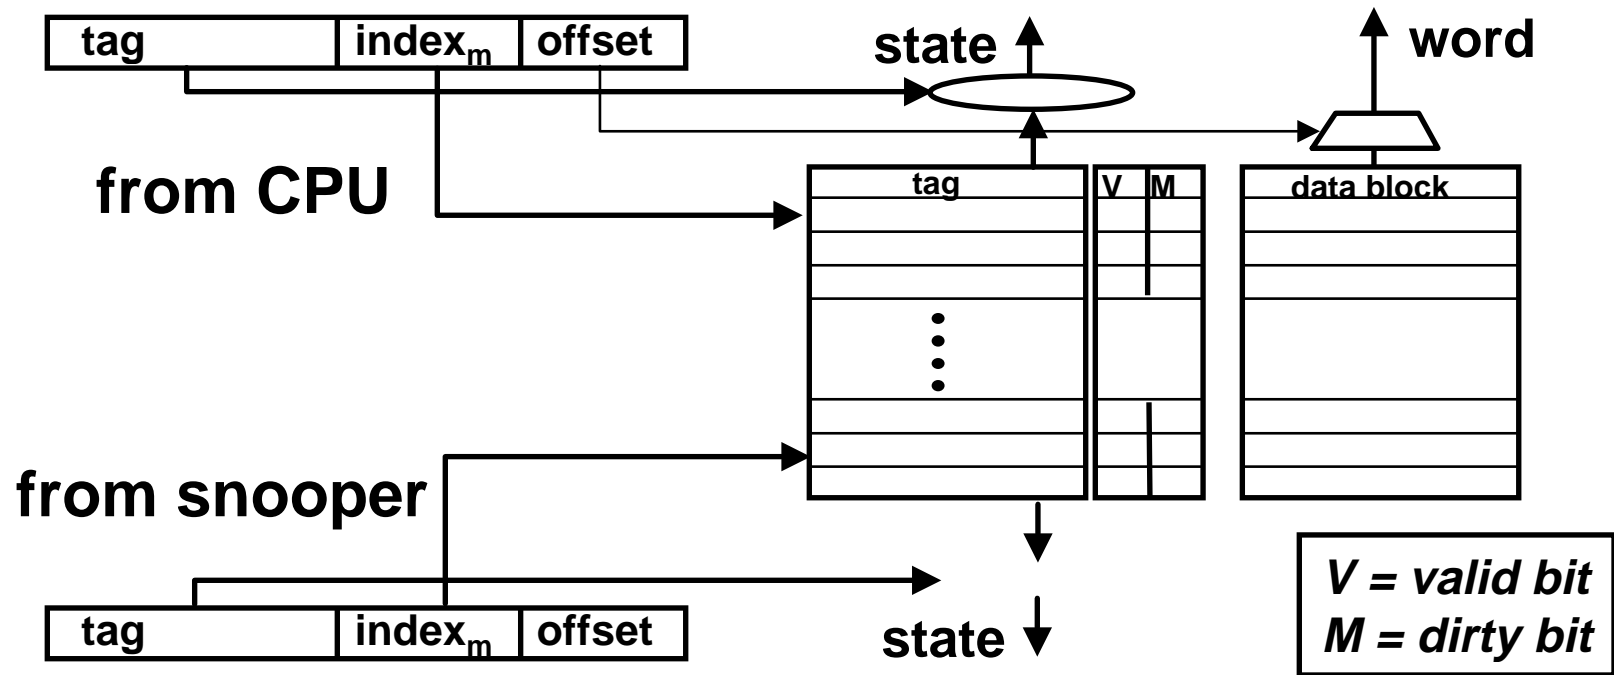 tag index_m offset
state
word
from CPU
tag V M data block
from snooper
V = valid bit
M = dirty bit
tag index_m offset
state